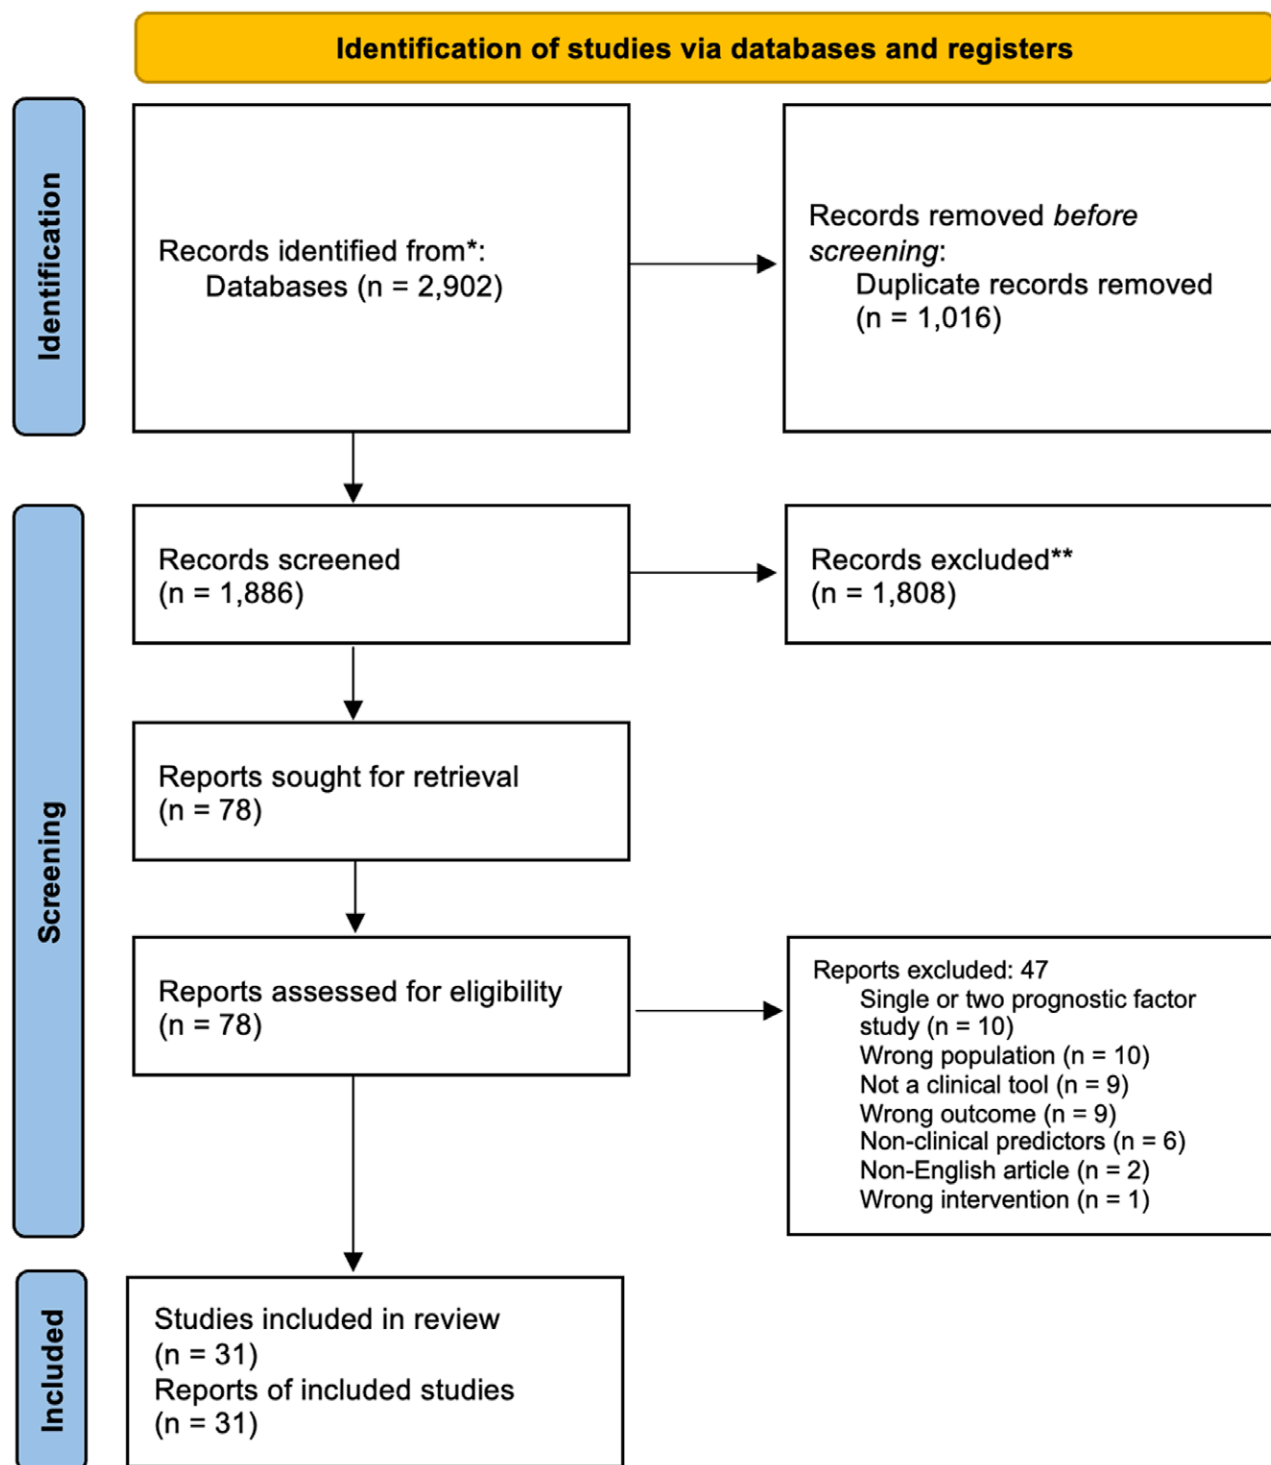 Identification of studies via databases and registers
Identification
Records identified from*:
Databases (n = 2,902)
Records removed before
screening:
Duplicate records removed
(n = 1,016)
Screening
Records screened
(n = 1,886)
Records excluded**
(n = 1,808)
Reports sought for retrieval
(n = 78)
Reports assessed for eligibility
(n = 78)
Reports excluded: 47
Single or two prognostic factor
study (n = 10)
Wrong population (n = 10)
Not a clinical tool (n = 9)
Wrong outcome (n = 9)
Non-clinical predictors (n = 6)
Non-English article (n = 2)
Wrong intervention (n = 1)
Included
Studies included in review
(n = 31)
Reports of included studies
(n = 31)